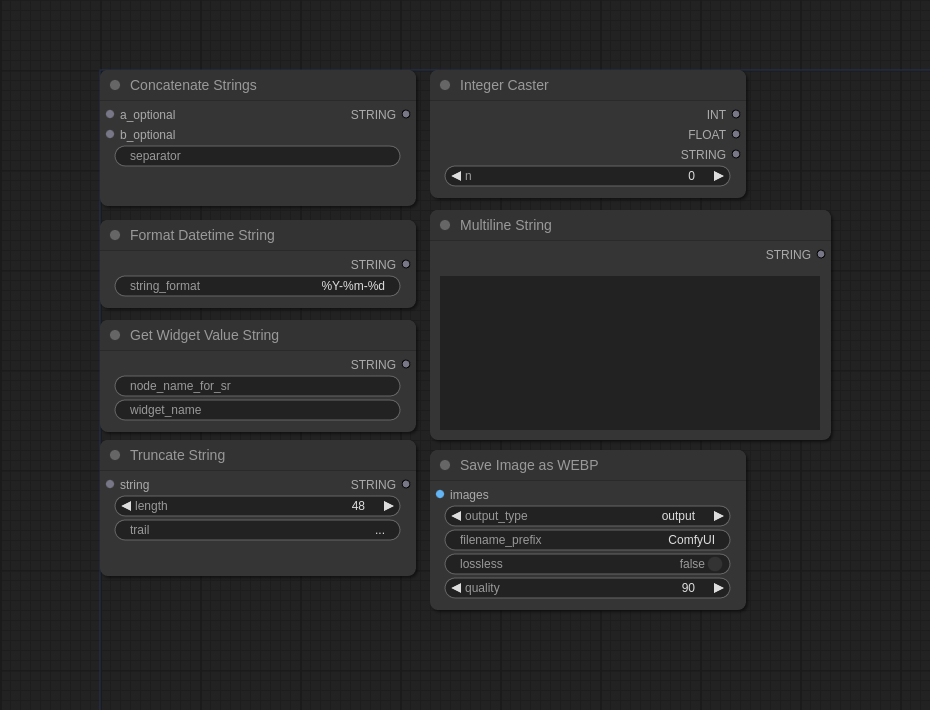 Concatenate Strings
a_optional STRING
b_optional
separator
Format Datetime String
STRING
string_format %Y-%m-%d
Get Widget Value String
STRING
node_name_for_sr
widget_name
Truncate String
string STRING
length 48
trail ...
Integer Caster
INT
FLOAT
STRING
n 0
Multiline String
STRING
Save Image as WEBP
images
output_type output
filename_prefix ComfyUI
lossless false
quality 90